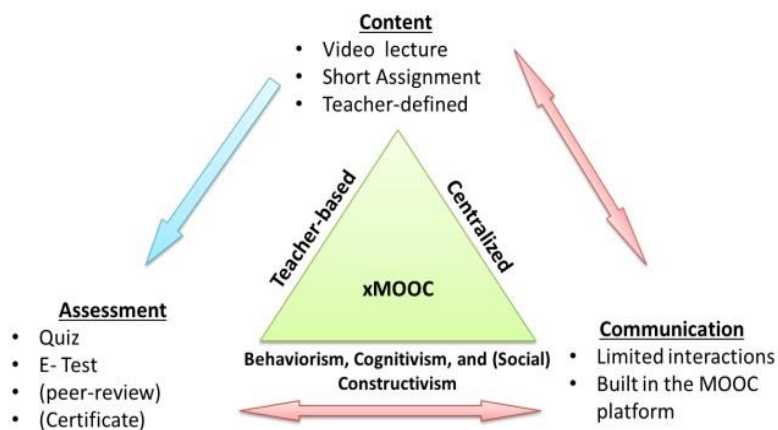 Content
• Video lecture
• Short Assignment
• Teacher-defined
Teacher-based
Centralized
xMOOC
Behaviorism, Cognitivism, and (Social)
Constructivism
Assessment
• Quiz
• E- Test
• (peer-review)
• (Certificate)
Communication
• Limited interactions
• Built in the MOOC
platform